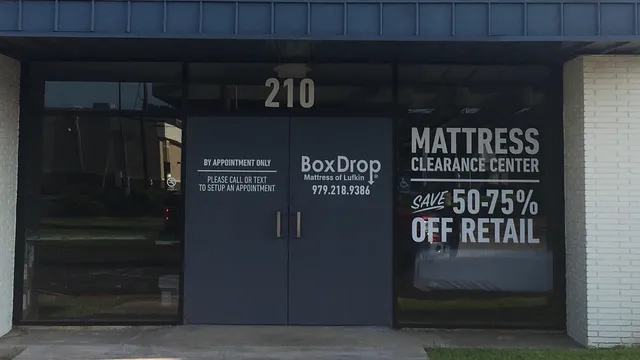 210
BY APPOINTMENT ONLY
PLEASE CALL OR TEXT
TO SETUP AN APPOINTMENT
BoxDrop
Mattress of Lufkin
979.218.9386
MATTRESS
CLEARANCE CENTER
SAVE 50-75%
OFF RETAIL